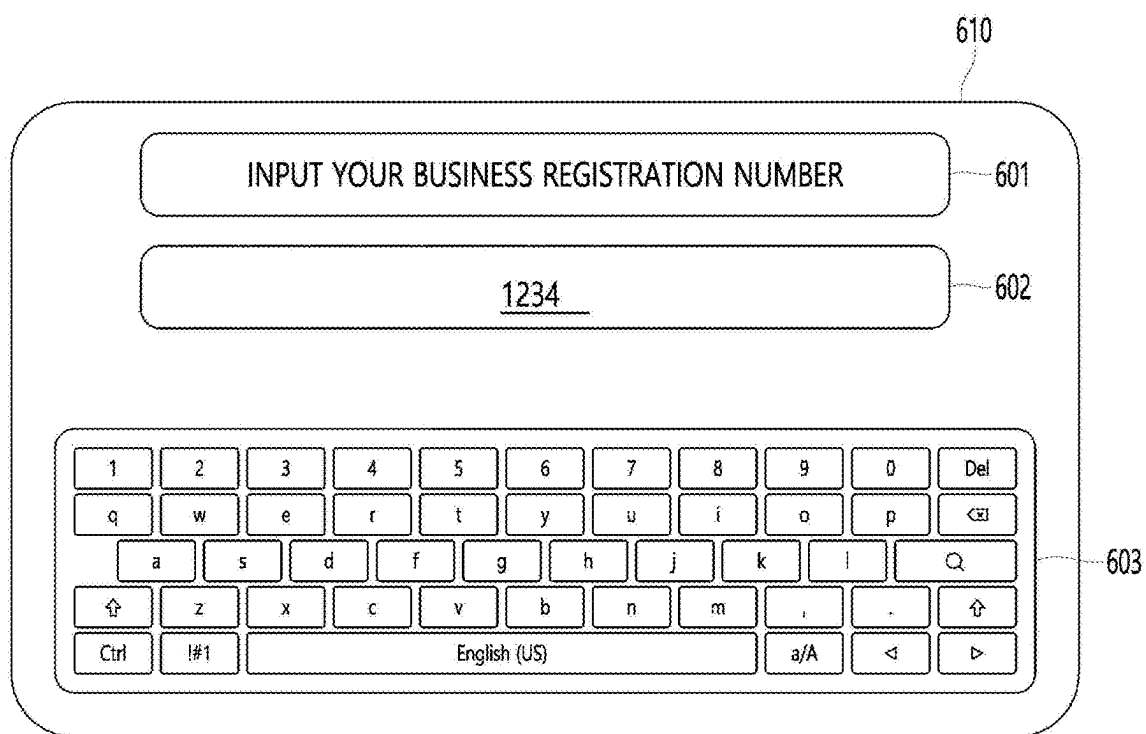 610
INPUT YOUR BUSINESS REGISTRATION NUMBER
601
1234
602
1 2 3 4 5 6 7 8 9 0 Del
q w e r t y u i o p
a s d f g h j k l
603
z x c v b n m , .
Ctrl !#1 English (US) a/A